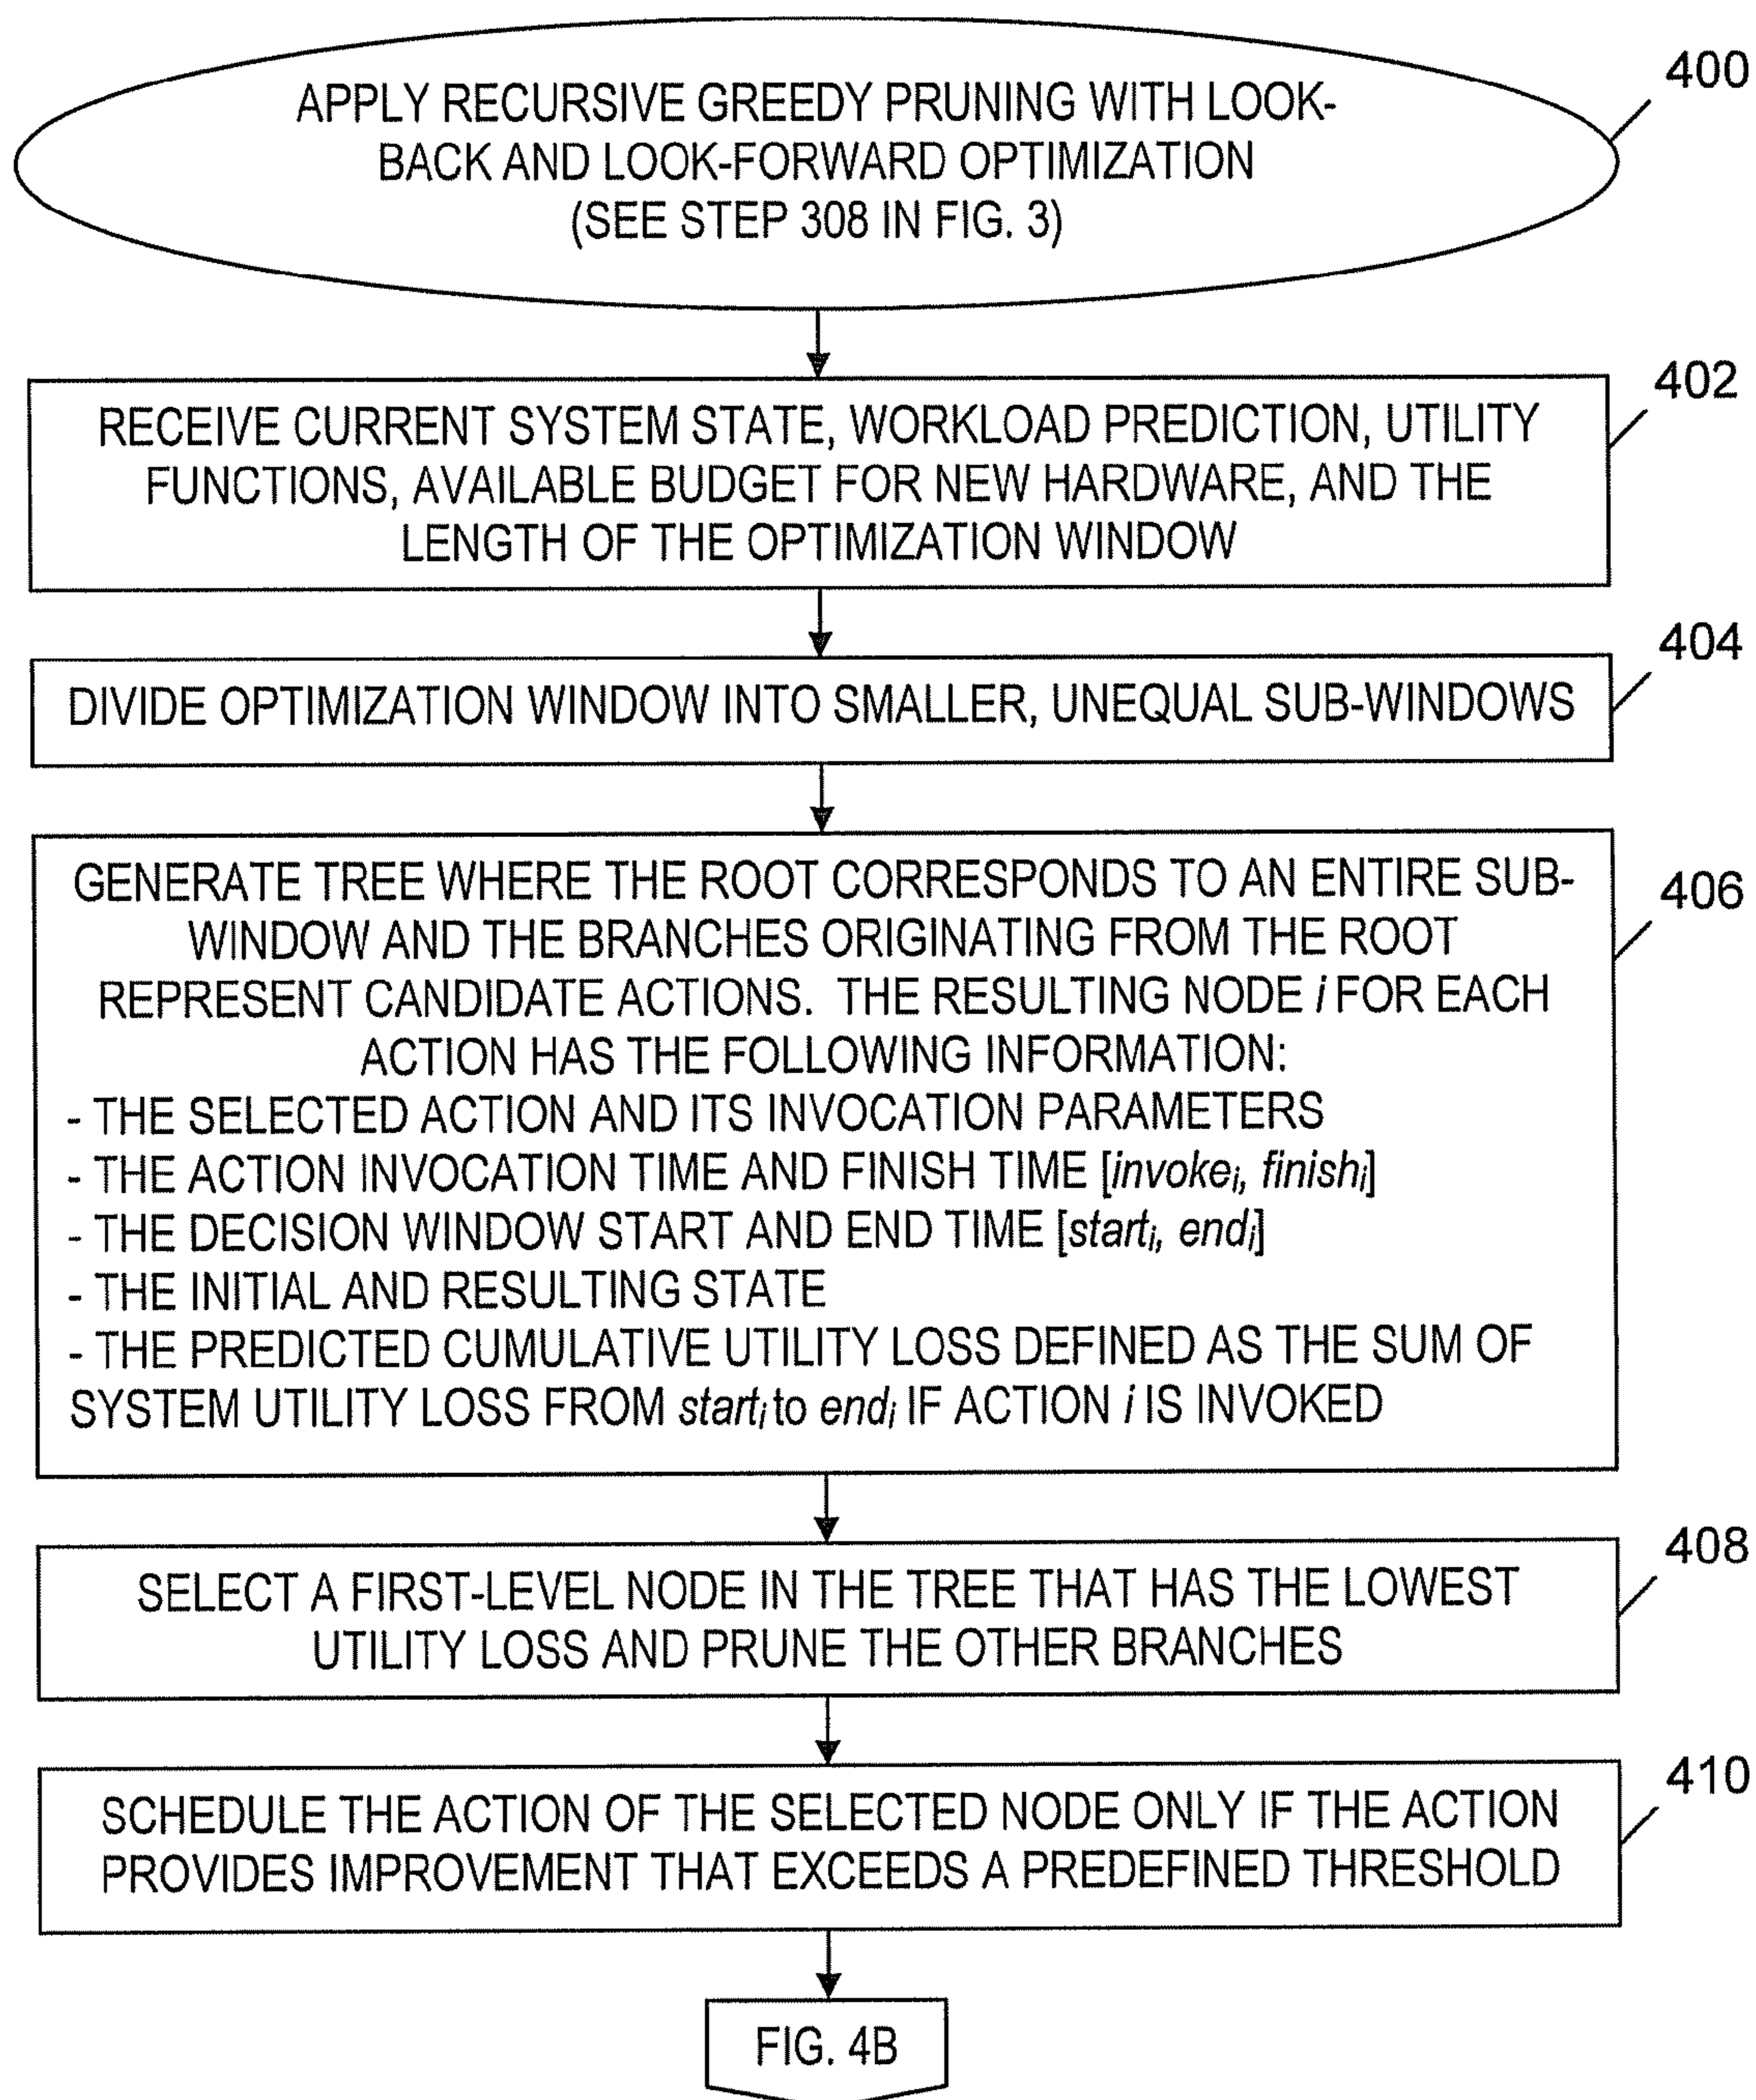 APPLY RECURSIVE GREEDY PRUNING WITH LOOK-
BACK AND LOOK-FORWARD OPTIMIZATION
(SEE STEP 308 IN FIG. 3)
400
RECEIVE CURRENT SYSTEM STATE, WORKLOAD PREDICTION, UTILITY
FUNCTIONS, AVAILABLE BUDGET FOR NEW HARDWARE, AND THE
LENGTH OF THE OPTIMIZATION WINDOW
402
DIVIDE OPTIMIZATION WINDOW INTO SMALLER, UNEQUAL SUB-WINDOWS
404
GENERATE TREE WHERE THE ROOT CORRESPONDS TO AN ENTIRE SUB-
WINDOW AND THE BRANCHES ORIGINATING FROM THE ROOT
REPRESENT CANDIDATE ACTIONS. THE RESULTING NODE i FOR EACH
ACTION HAS THE FOLLOWING INFORMATION:
- THE SELECTED ACTION AND ITS INVOCATION PARAMETERS
- THE ACTION INVOCATION TIME AND FINISH TIME [invokei, finishi]
- THE DECISION WINDOW START AND END TIME [starti, endi]
- THE INITIAL AND RESULTING STATE
- THE PREDICTED CUMULATIVE UTILITY LOSS DEFINED AS THE SUM OF
SYSTEM UTILITY LOSS FROM starti to endi IF ACTION i IS INVOKED
406
SELECT A FIRST-LEVEL NODE IN THE TREE THAT HAS THE LOWEST
UTILITY LOSS AND PRUNE THE OTHER BRANCHES
408
SCHEDULE THE ACTION OF THE SELECTED NODE ONLY IF THE ACTION
PROVIDES IMPROVEMENT THAT EXCEEDS A PREDEFINED THRESHOLD
410
FIG. 4B